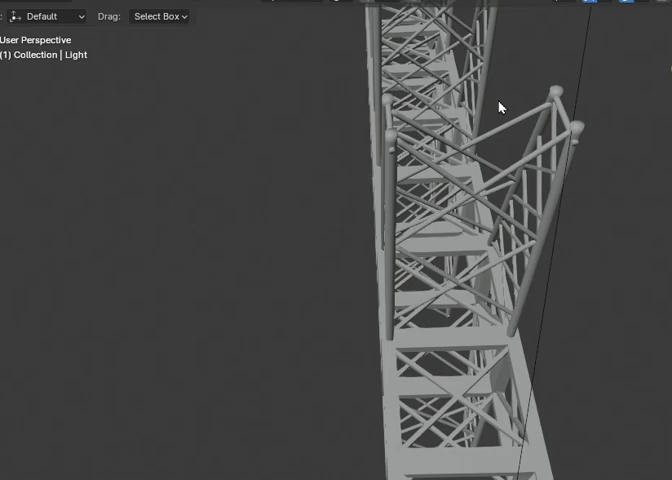 : Default Drag: Select Box
User Perspective
(1) Collection | Light